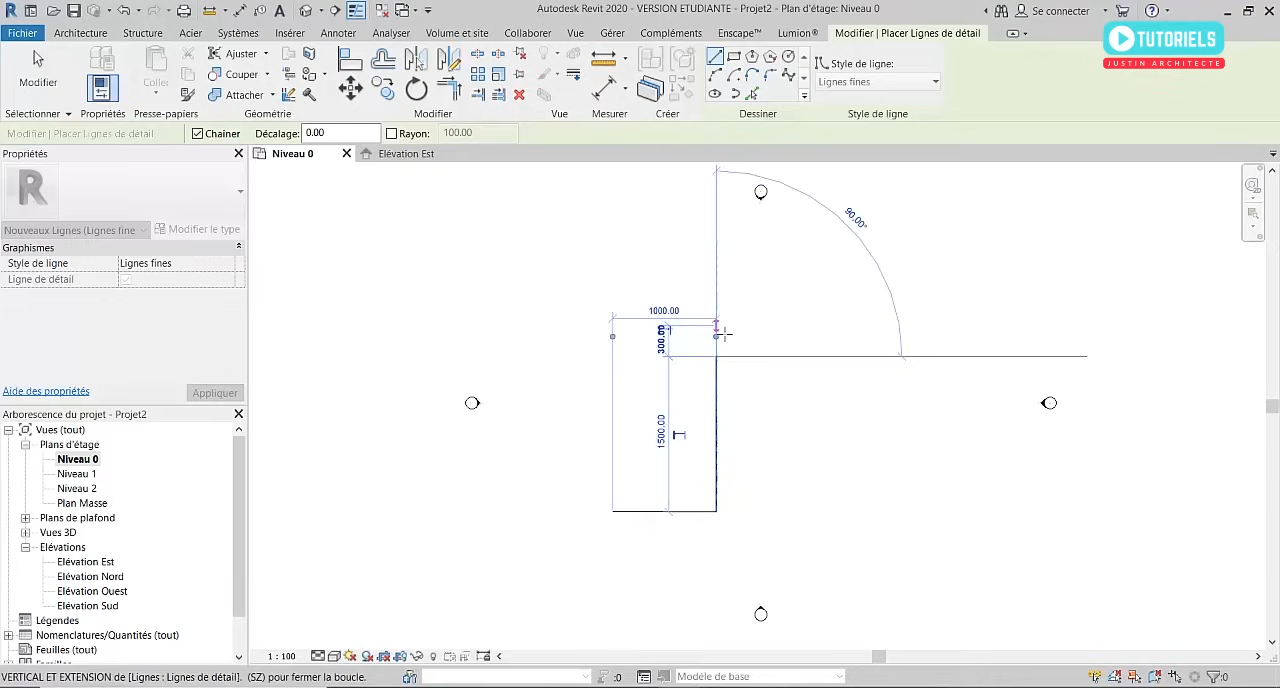 Autodesk Revit 2020 - VERSION ETUDIANTE - Projet2 - Plan d'étage: Niveau 0
Se connecter
Fichier Architecture Structure Acier Systèmes Insérer Annoter Analyser Volume et site Collaborer Vue Gérer Compléments Enscape™ Lumion® Modifier | Placer Lignes de détail
TUTORIELS
JUSTIN ARCHITECTE
Modifier
Coller
Ajuster
Couper
Attacher
Style de ligne:
Lignes fines
Sélectionner Propriétés Presse-papiers Géométrie Modifier Vue Mesurer Créer Dessiner Style de ligne
Modifier | Placer Lignes de détail Chaîner Décalage: 0.00 Rayon: 100.00
Propriétés
Niveau 0 Elévation Est
Nouveaux Lignes (Lignes fine Modifier le type
Graphismes
Style de ligne Lignes fines
Ligne de détail
Aide des propriétés Appliquer
Arborescence du projet - Projet2
Vues (tout)
Plans d'étage
Niveau 0
Niveau 1
Niveau 2
Plan Masse
Plans de plafond
Vues 3D
Elévations
Elévation Est
Elévation Nord
Elévation Ouest
Elévation Sud
Légendes
Nomenclatures/Quantités (tout)
Feuilles (tout)
90.00°
1000.00
300.00
1500.00
1 : 100
VERTICAL ET EXTENSION de [Lignes : Lignes de détail]. (SZ) pour fermer la boucle. :0 Modèle de base :0